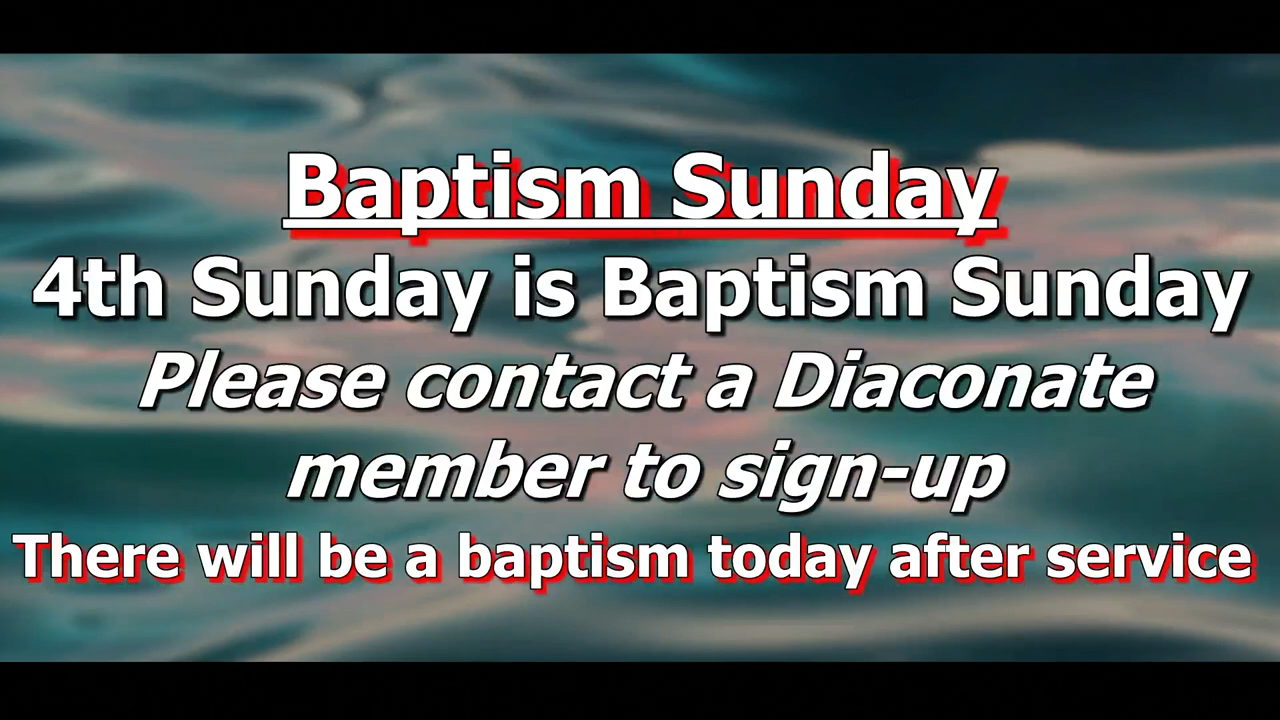 Baptism Sunday
4th Sunday is Baptism Sunday
Please contact a Diaconate
member to sign-up
There will be a baptism today after service